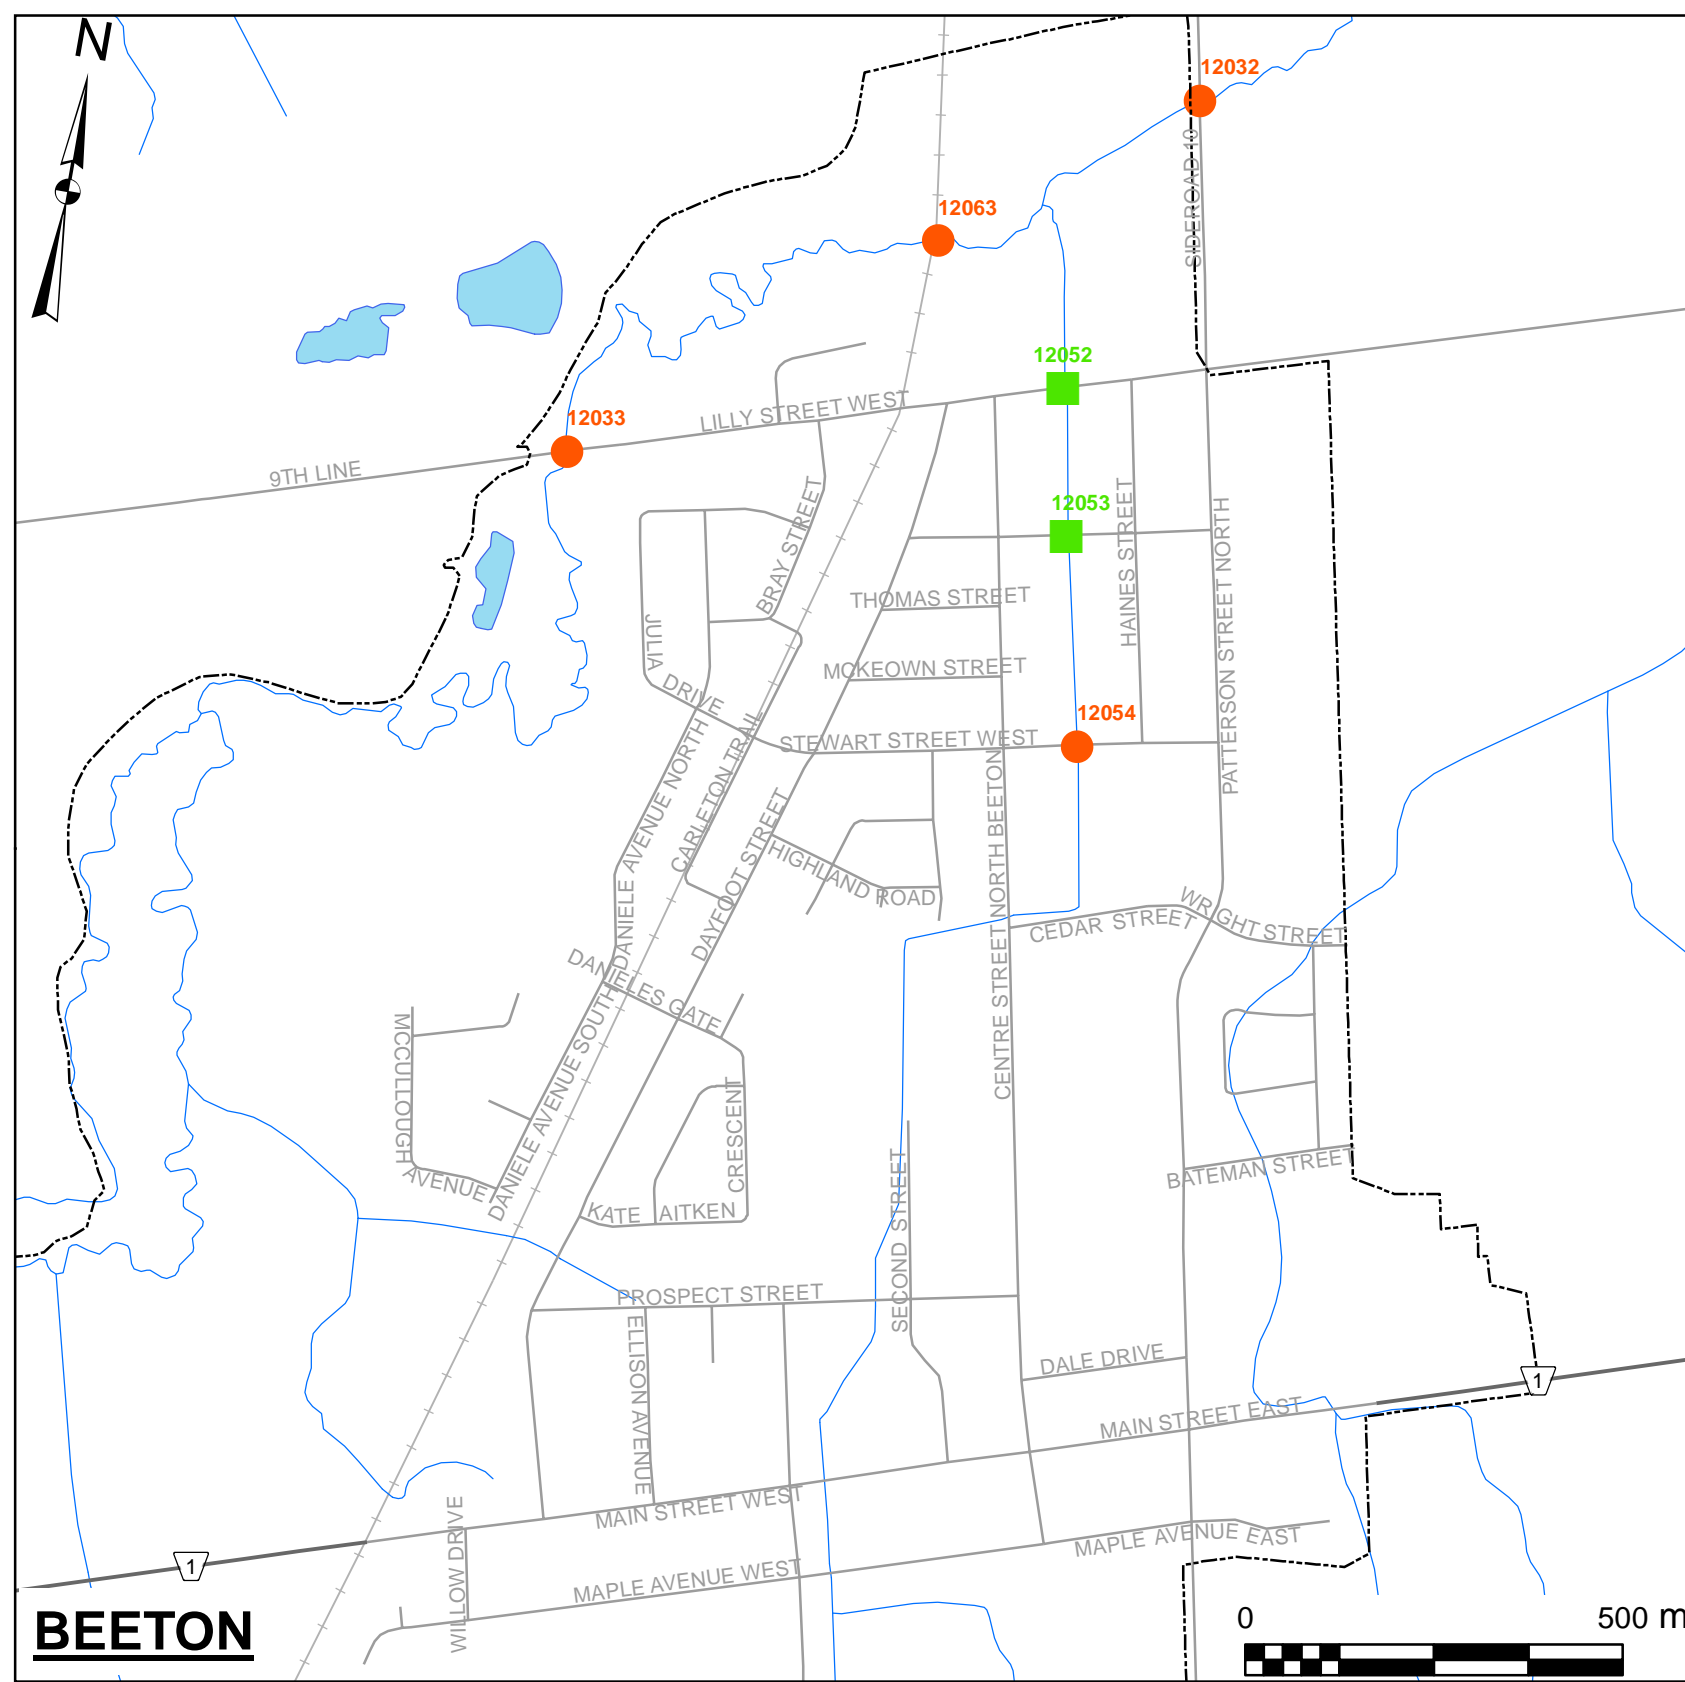 N
12032
SIDEROAD 10
12063
12052
12033
LILLY STREET WEST
9TH LINE
12053
BRAY STREET
HAINES STREET
PATTERSON STREET NORTH
THOMAS STREET
JULIA
DRIVE
MCKEOWN STREET
12054
STEWART STREET WEST
DANIELE AVENUE NORTH
CARLETON TRAIL
DAYFOOT STREET
HIGHLAND ROAD
CENTRE STREET NORTH BEETON
CEDAR STREET
WRIGHT STREET
DANIELES GATE
MCCULLOUGH
AVENUE
DANIELE AVENUE SOUTH
CRESCENT
KATE AITKEN
SECOND STREET
BATEMAN STREET
PROSPECT STREET
ELLISON AVENUE
DALE DRIVE
1
MAIN STREET EAST
MAIN STREET WEST
MAPLE AVENUE EAST
1
WILLOW DRIVE
MAPLE AVENUE WEST
BEETON
0 500 m